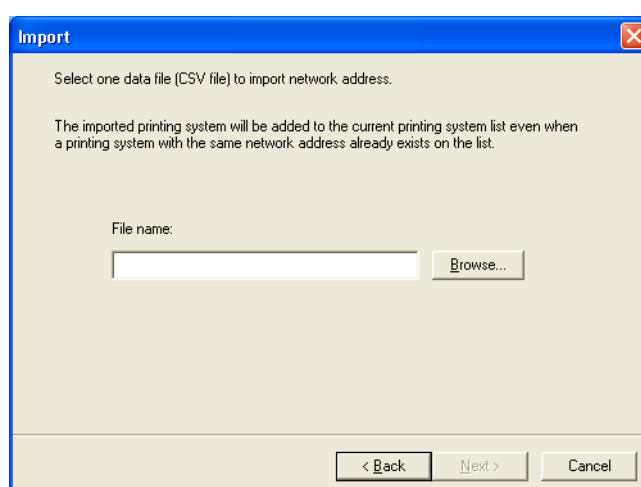 Import
Select one data file (CSV file) to import network address.
The imported printing system will be added to the current printing system list even when
a printing system with the same network address already exists on the list.
File name:
Browse...
< Back
Next >
Cancel